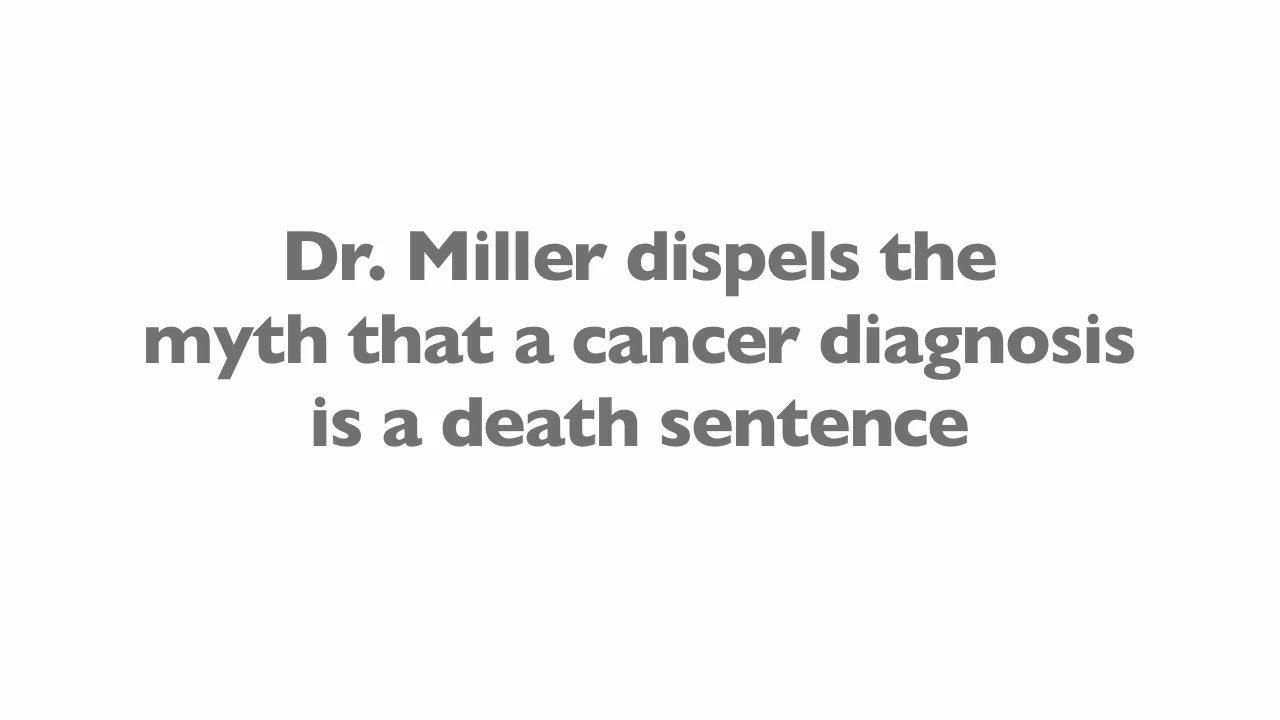 Dr. Miller dispels the
myth that a cancer diagnosis
is a death sentence